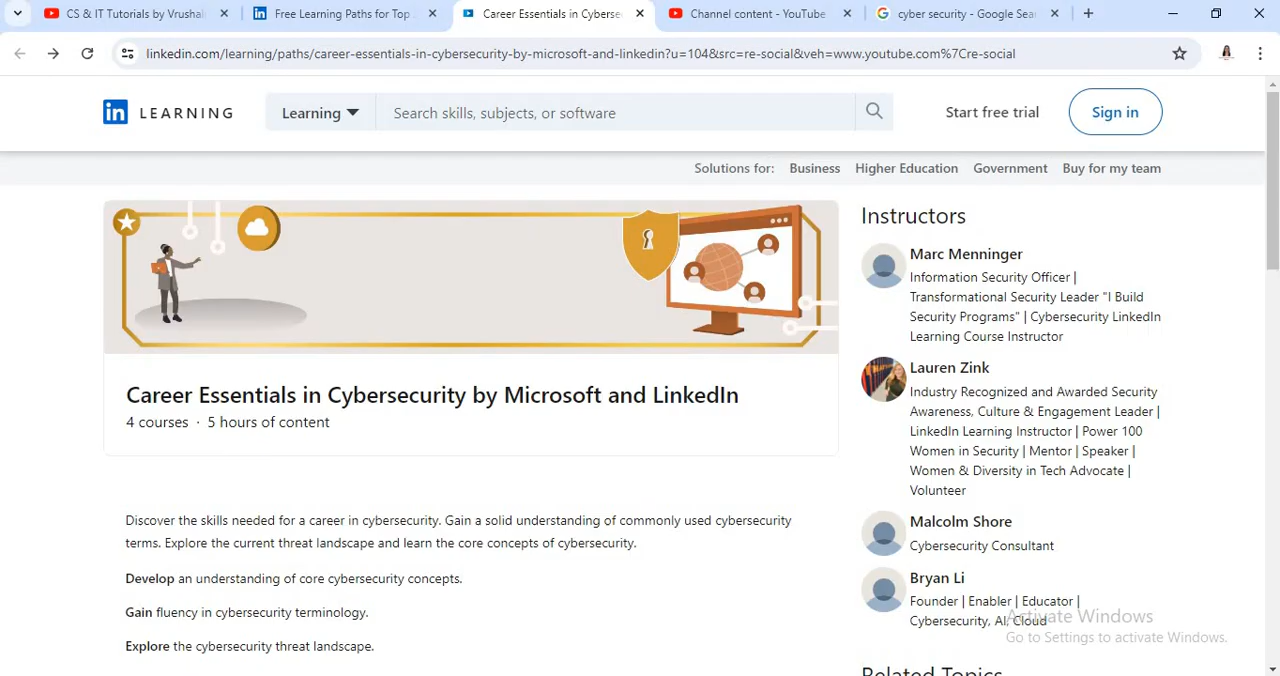 CS & IT Tutorials by Vrushal
Free Learning Paths for Top
Essentials in Cyberse
Channel content - YouTube
cyber security - Google Sea
linkedin.com/learning/paths/career-essentials-in-cybersecurity-by-microsoft-and-linkedin?u=104&src=re-social&veh=www.youtube.com%7Cre-social
in LEARNING
Learning
Search skills, subjects, or software
Start free trial
Sign in
Solutions for: Business Higher Education Government Buy for my team
Career Essentials in Cybersecurity by Microsoft and LinkedIn
4 courses · 5 hours of content
Discover the skills needed for a career in cybersecurity. Gain a solid understanding of commonly used cybersecurity
terms. Explore the current threat landscape and learn the core concepts of cybersecurity.
Develop an understanding of core cybersecurity concepts.
Gain fluency in cybersecurity terminology.
Explore the cybersecurity threat landscape.
Instructors
Marc Menninger
Information Security Officer |
Transformational Security Leader "I Build
Security Programs" | Cybersecurity LinkedIn
Learning Course Instructor
Lauren Zink
Industry Recognized and Awarded Security
Awareness, Culture & Engagement Leader |
LinkedIn Learning Instructor | Power 100
Women in Security | Mentor | Speaker |
Women & Diversity in Tech Advocate |
Volunteer
Malcolm Shore
Cybersecurity Consultant
Bryan Li
Founder | Enabler | Educator |
Cybersecurity, AI, Cloud
Activate Windows
Go to Settings to activate Windows.
Related Topics